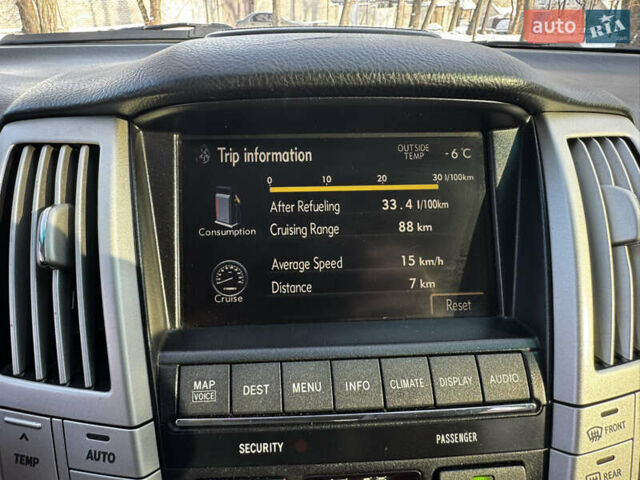 auto RIA
Trip information
OUTSIDE TEMP -6°C
0 10 20 30 l/100km
After Refueling 33.4 l/100km
Consumption
Cruising Range 88 km
Average Speed 15 km/h
Cruise
Distance 7 km
Reset
MAP VOICE DEST MENU INFO CLIMATE DISPLAY AUDIO
SECURITY PASSENGER
TEMP AUTO FRONT
REAR